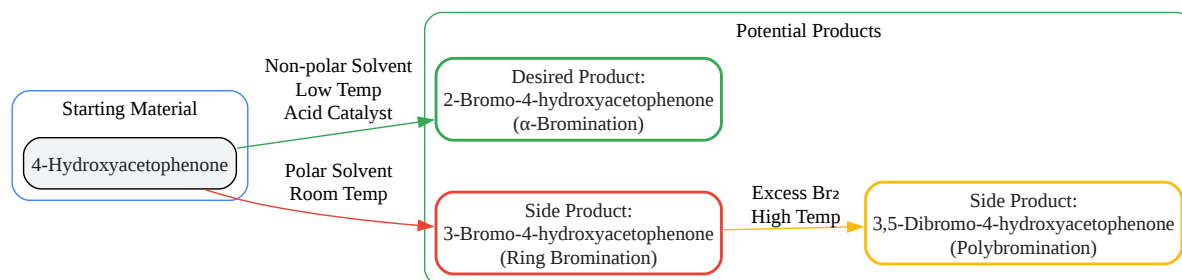 Potential Products
Starting Material
4-Hydroxyacetophenone
Non-polar Solvent
Low Temp
Acid Catalyst
Desired Product:
2-Bromo-4-hydroxyacetophenone
(α-Bromination)
Polar Solvent
Room Temp
Side Product:
3-Bromo-4-hydroxyacetophenone
(Ring Bromination)
Excess Br₂
High Temp
Side Product:
3,5-Dibromo-4-hydroxyacetophenone
(Polybromination)